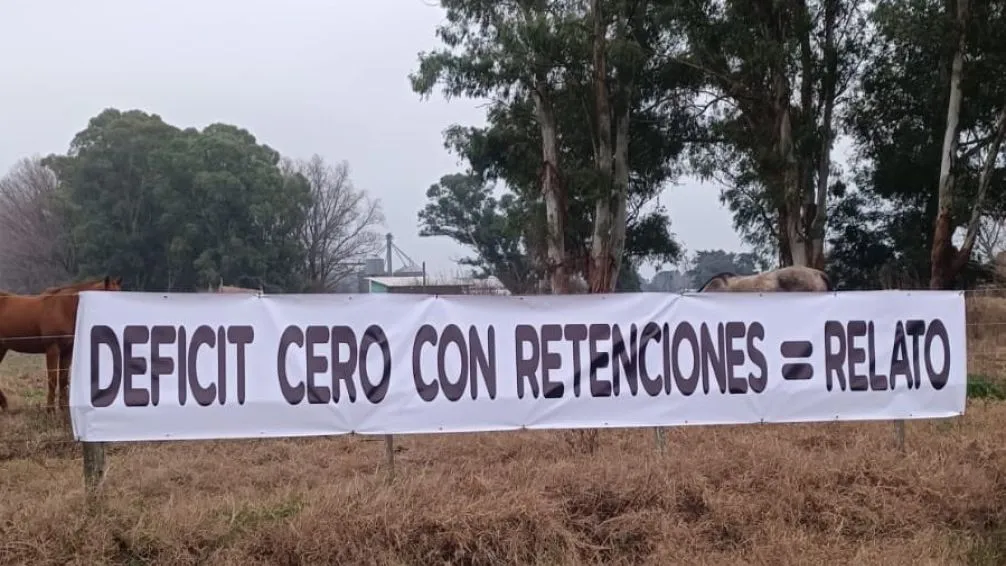 DEFICIT CERO CON RETENCIONES = RELATO